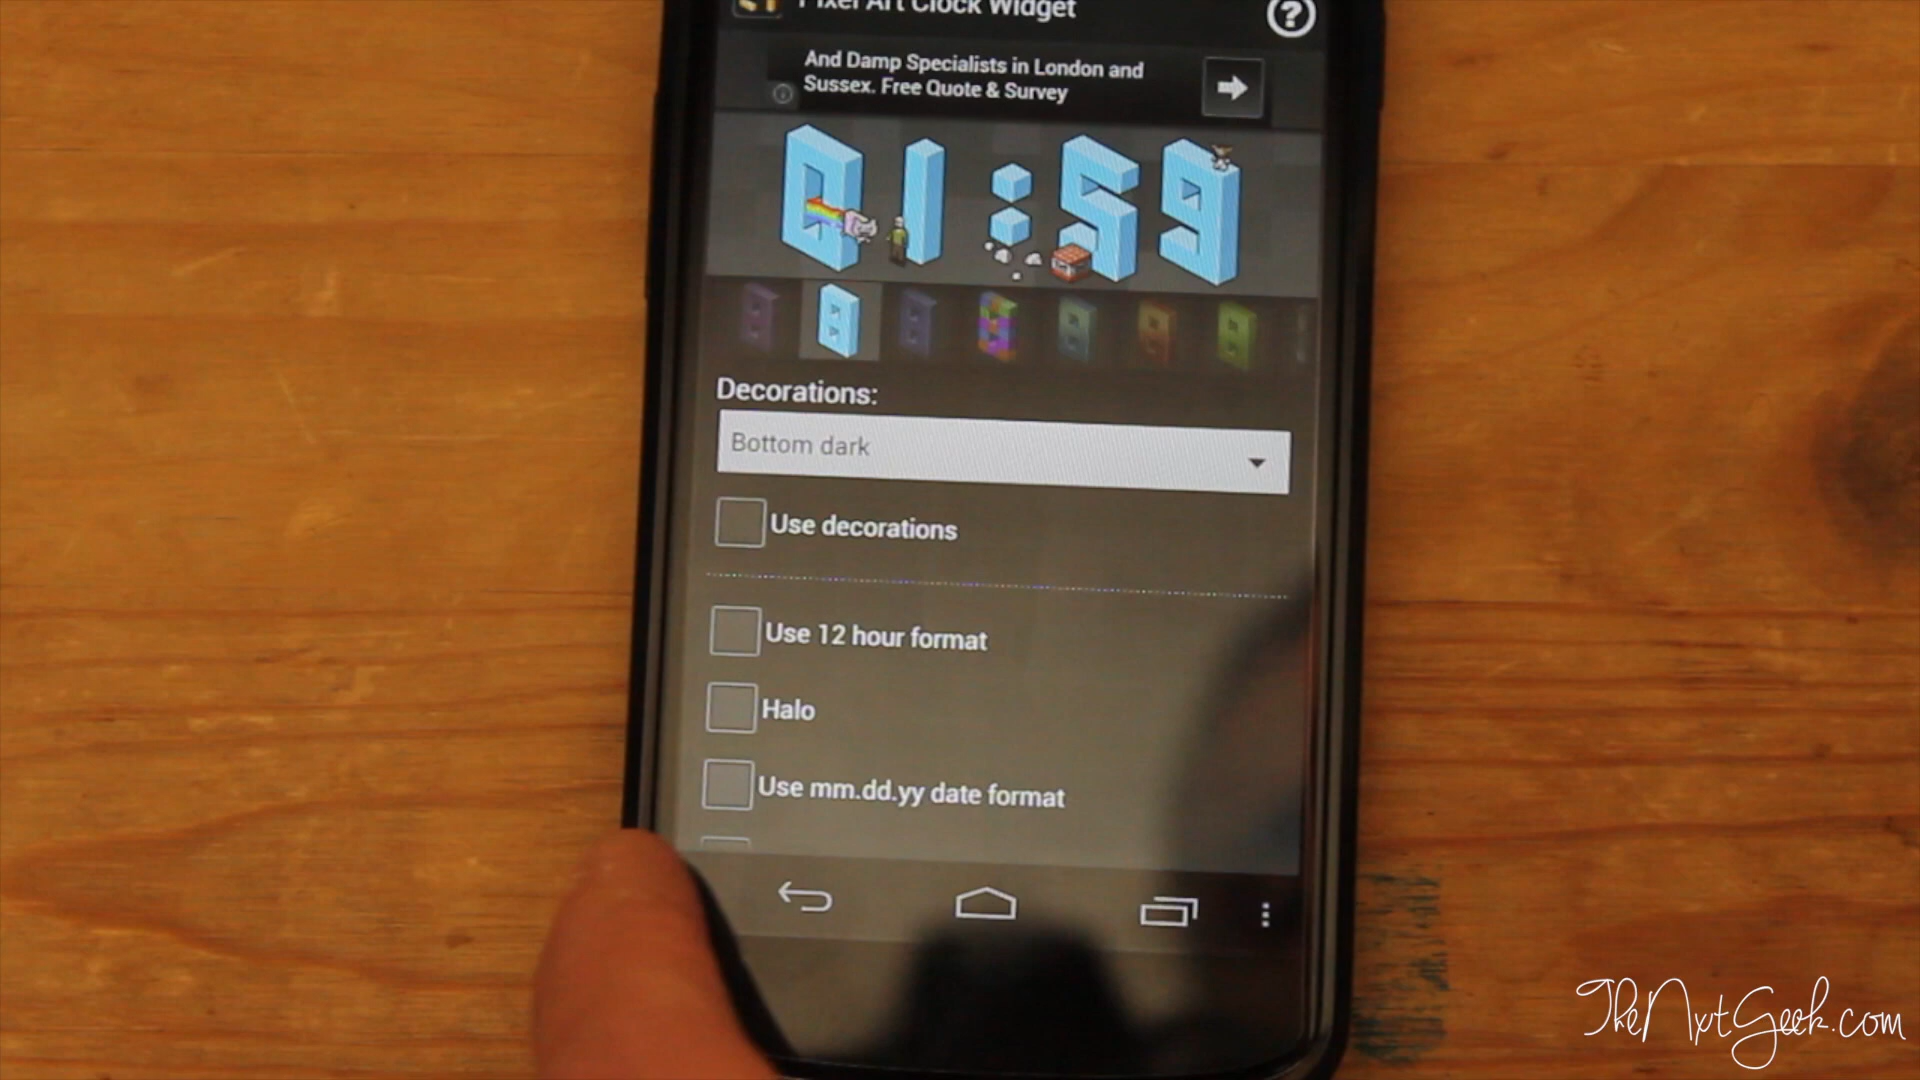 Pixel Art Clock Widget
And Damp Specialists in London and
Sussex. Free Quote & Survey
01:59
Decorations:
Bottom dark
Use decorations
Use 12 hour format
Halo
Use mm.dd.yy date format
TheNxtGeek.com